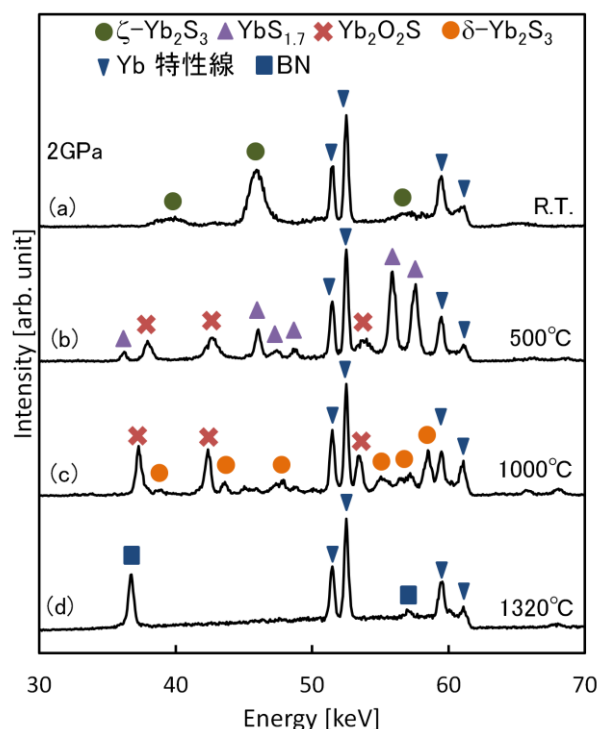 ζ-Yb₂S₃ YbS₁.₇ Yb₂O₂S δ-Yb₂S₃
Yb 特性線 BN
2GPa
(a) R.T.
(b) 500℃
(c) 1000℃
(d) 1320℃
Intensity [arb. unit]
30 40 50 60 70
Energy [keV]